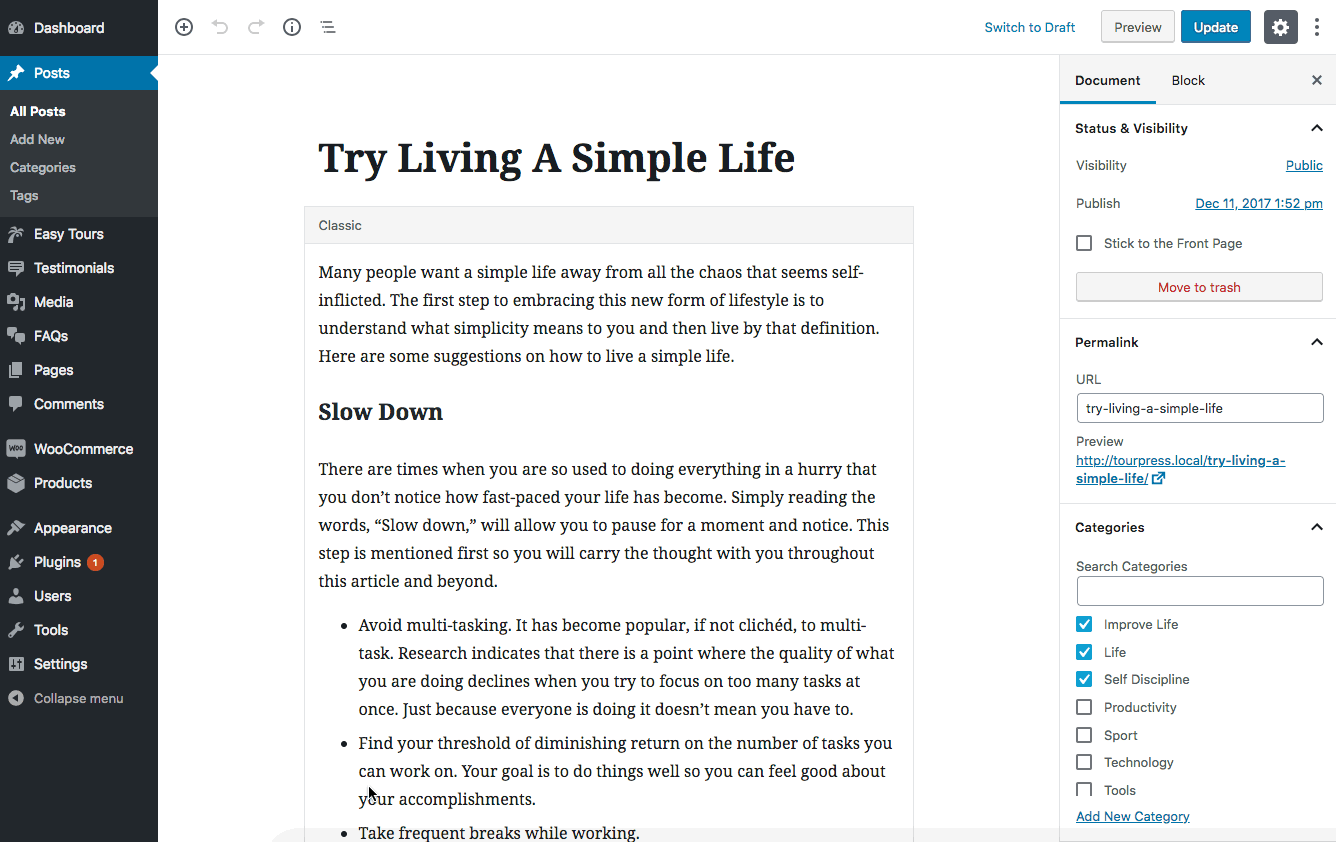 Dashboard
Posts
All Posts
Add New
Categories
Tags
Easy Tours
Testimonials
Media
FAQs
Pages
Comments
Woo WooCommerce
Products
Appearance
Plugins 1
Users
Tools
Settings
Collapse menu
Switch to Draft Preview Update
Try Living A Simple Life
Classic
Many people want a simple life away from all the chaos that seems self-
inflicted. The first step to embracing this new form of lifestyle is to
understand what simplicity means to you and then live by that definition.
Here are some suggestions on how to live a simple life.
Slow Down
There are times when you are so used to doing everything in a hurry that
you don’t notice how fast-paced your life has become. Simply reading the
words, “Slow down,” will allow you to pause for a moment and notice. This
step is mentioned first so you will carry the thought with you throughout
this article and beyond.
• Avoid multi-tasking. It has become popular, if not clichéd, to multi-
task. Research indicates that there is a point where the quality of what
you are doing declines when you try to focus on too many tasks at
once. Just because everyone is doing it doesn’t mean you have to.
• Find your threshold of diminishing return on the number of tasks you
can work on. Your goal is to do things well so you can feel good about
your accomplishments.
• Take frequent breaks while working.
Document Block
Status & Visibility
Visibility Public
Publish Dec 11, 2017 1:52 pm
Stick to the Front Page
Move to trash
Permalink
URL
try-living-a-simple-life
Preview
http://tourpress.local/try-living-a-
simple-life/
Categories
Search Categories
Improve Life
Life
Self Discipline
Productivity
Sport
Technology
Tools
Add New Category